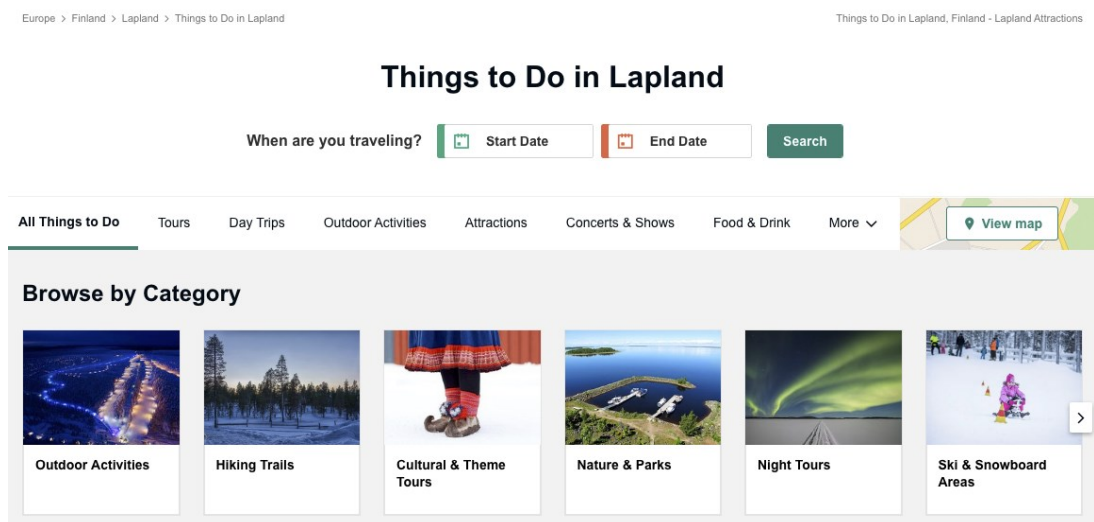 Europe > Finland > Lapland > Things to Do in Lapland
Things to Do in Lapland, Finland - Lapland Attractions
Things to Do in Lapland
When are you traveling?
Start Date
End Date
Search
All Things to Do
Tours
Day Trips
Outdoor Activities
Attractions
Concerts & Shows
Food & Drink
More
View map
Browse by Category
Outdoor Activities
Hiking Trails
Cultural & Theme
Tours
Nature & Parks
Night Tours
Ski & Snowboard
Areas